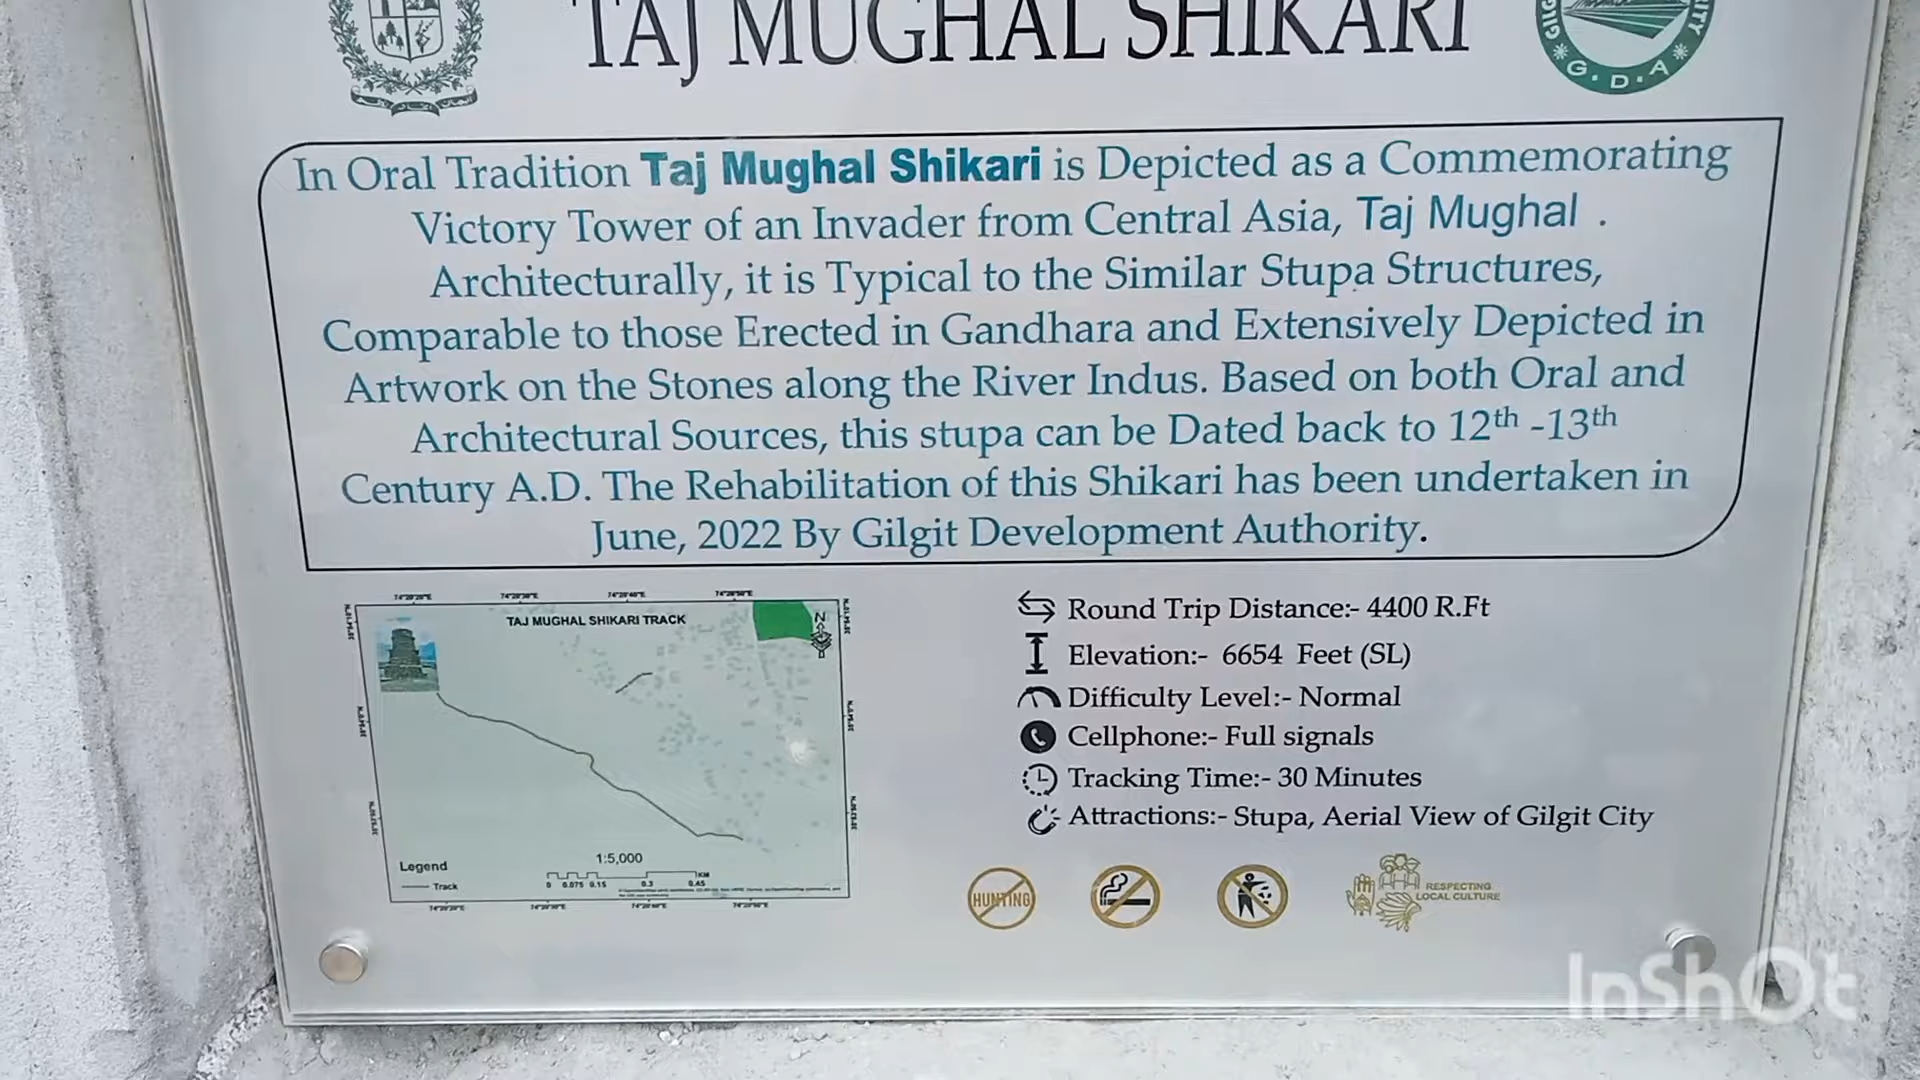 TAJ MUGHAL SHIKARI
G.D.A
In Oral Tradition Taj Mughal Shikari is Depicted as a Commemorating
Victory Tower of an Invader from Central Asia, Taj Mughal .
Architecturally, it is Typical to the Similar Stupa Structures,
Comparable to those Erected in Gandhara and Extensively Depicted in
Artwork on the Stones along the River Indus. Based on both Oral and
Architectural Sources, this stupa can be Dated back to 12th -13th
Century A.D. The Rehabilitation of this Shikari has been undertaken in
June, 2022 By Gilgit Development Authority.
TAJ MUGHAL SHIKARI TRACK
N
Legend
Track
1:5,000
0 0.075 0.15 0.3 0.45
KM
Round Trip Distance:- 4400 R.Ft
Elevation:- 6654 Feet (SL)
Difficulty Level:- Normal
Cellphone:- Full signals
Tracking Time:- 30 Minutes
Attractions:- Stupa, Aerial View of Gilgit City
HUNTING
RESPECTING
LOCAL CULTURE
InShOt